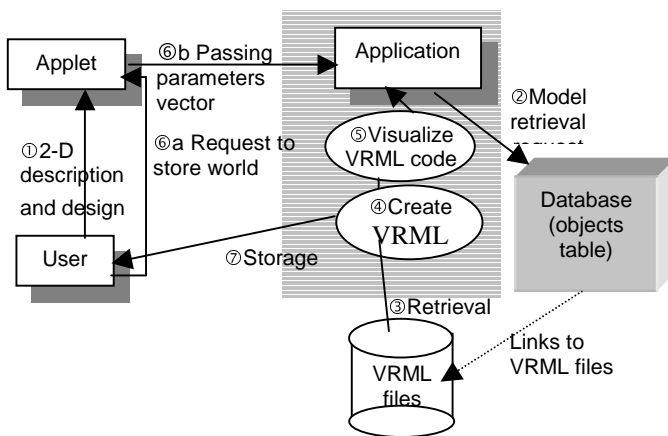 Applet
⑥b Passing
parameters
vector
Application
②Model
retrieval
request
①2-D
description
and design
⑥a Request to
store world
⑤Visualize
VRML code
④Create
VRML
Database
(objects
table)
User
⑦Storage
③Retrieval
Links to
VRML files
VRML
files